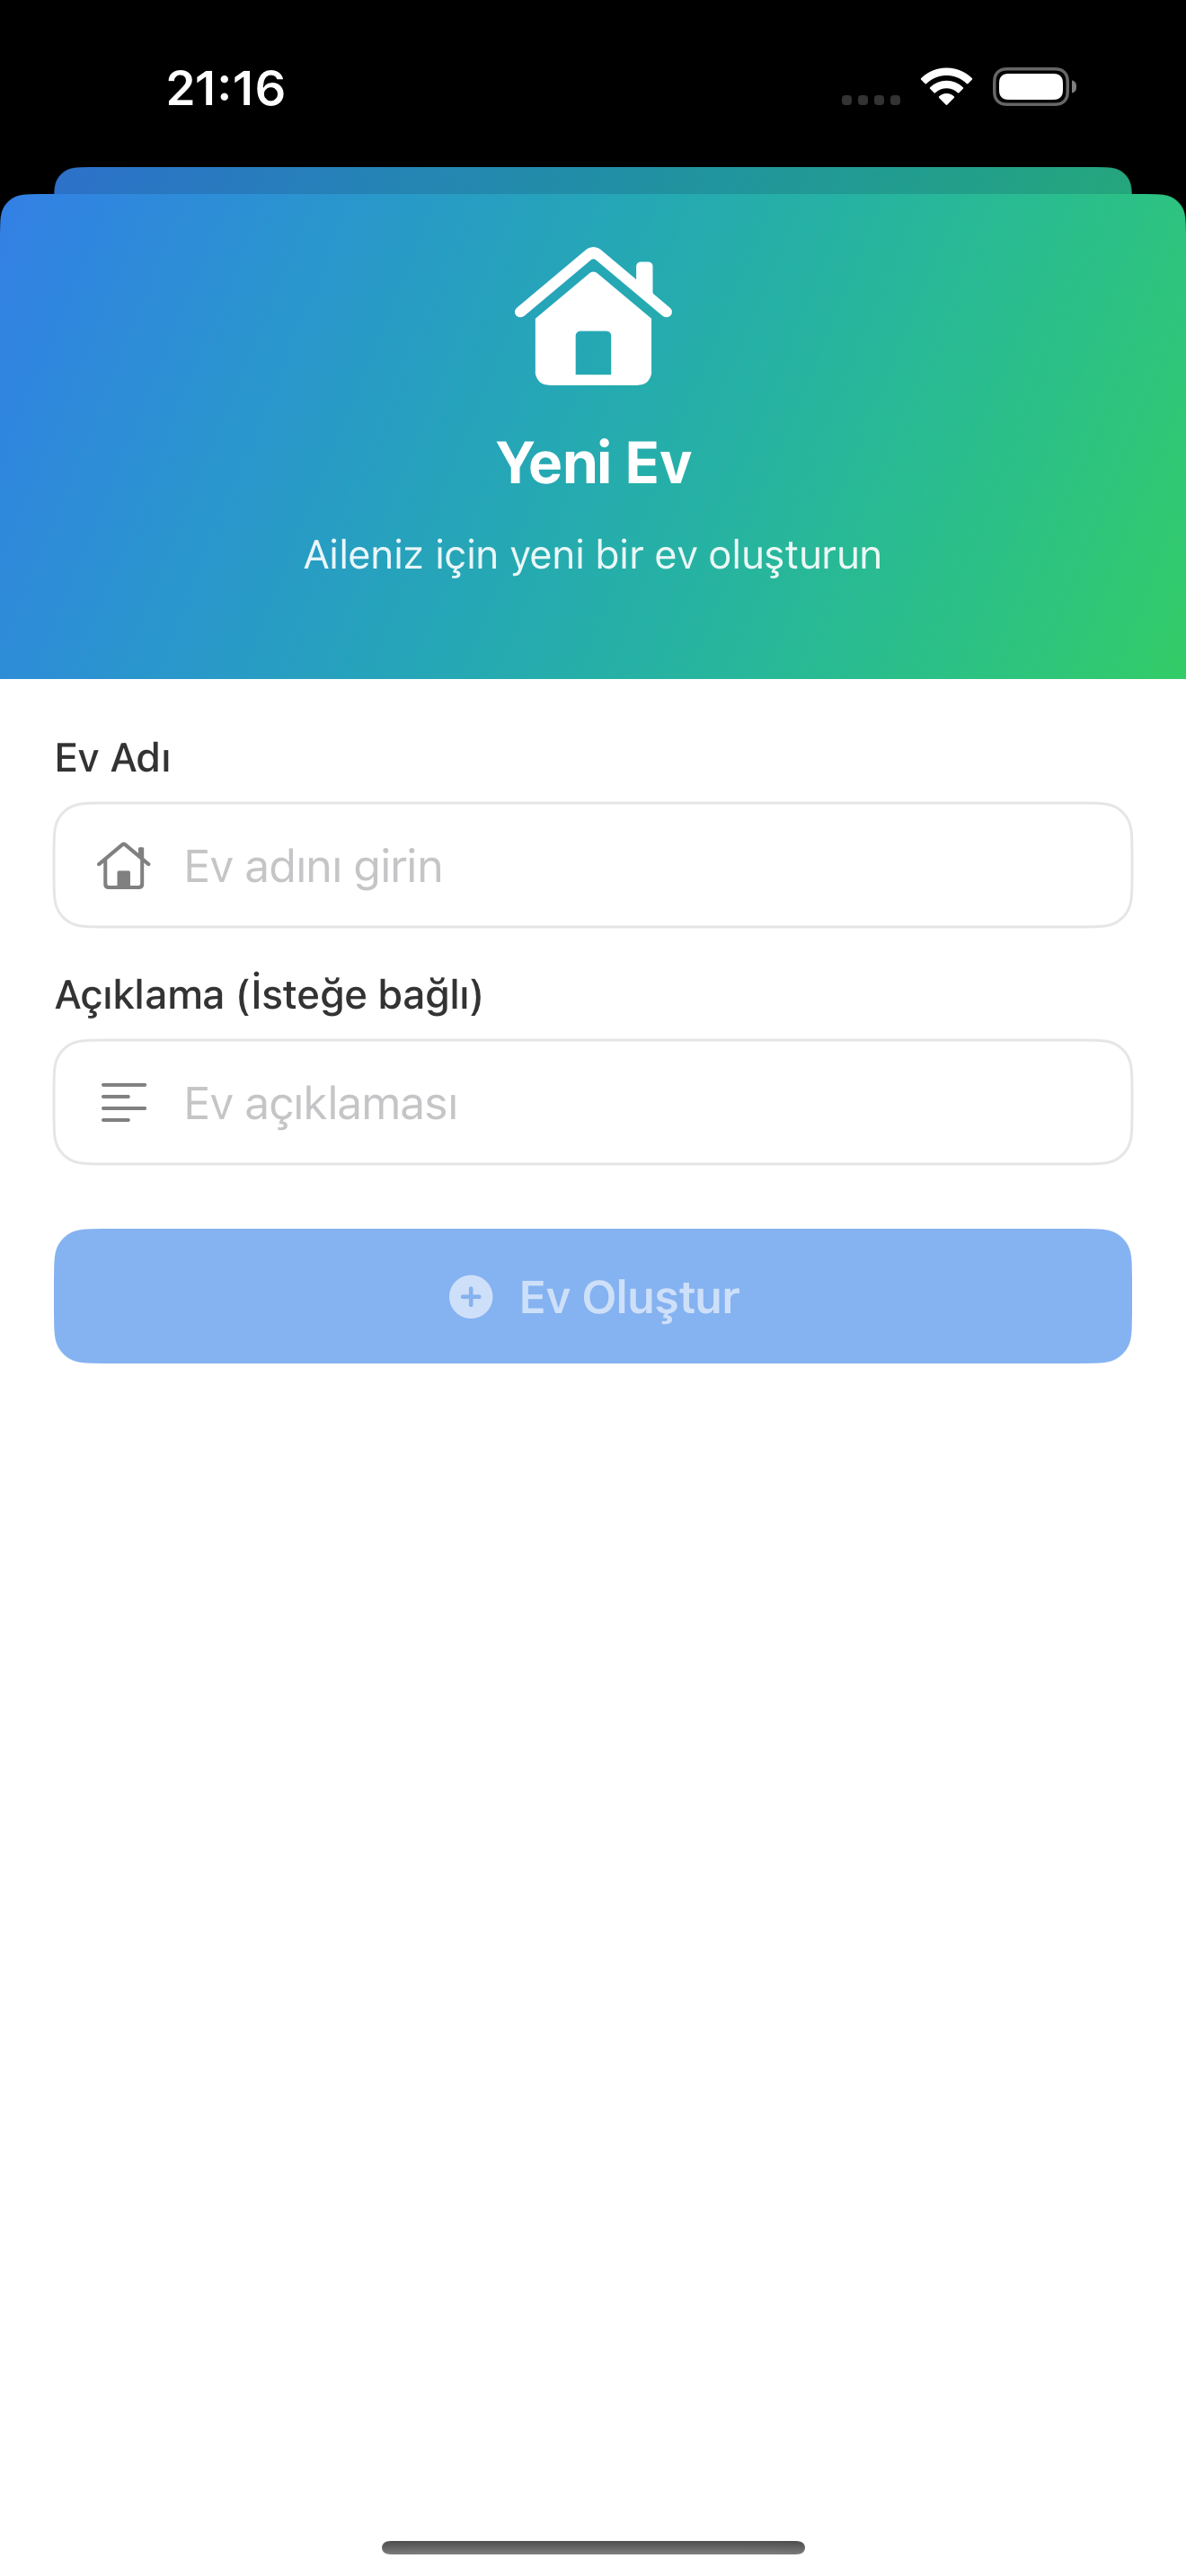 21:16
Yeni Ev
Aileniz için yeni bir ev oluşturun
Ev Adı
Ev adını girin
Açıklama (İsteğe bağlı)
Ev açıklaması
Ev Oluştur